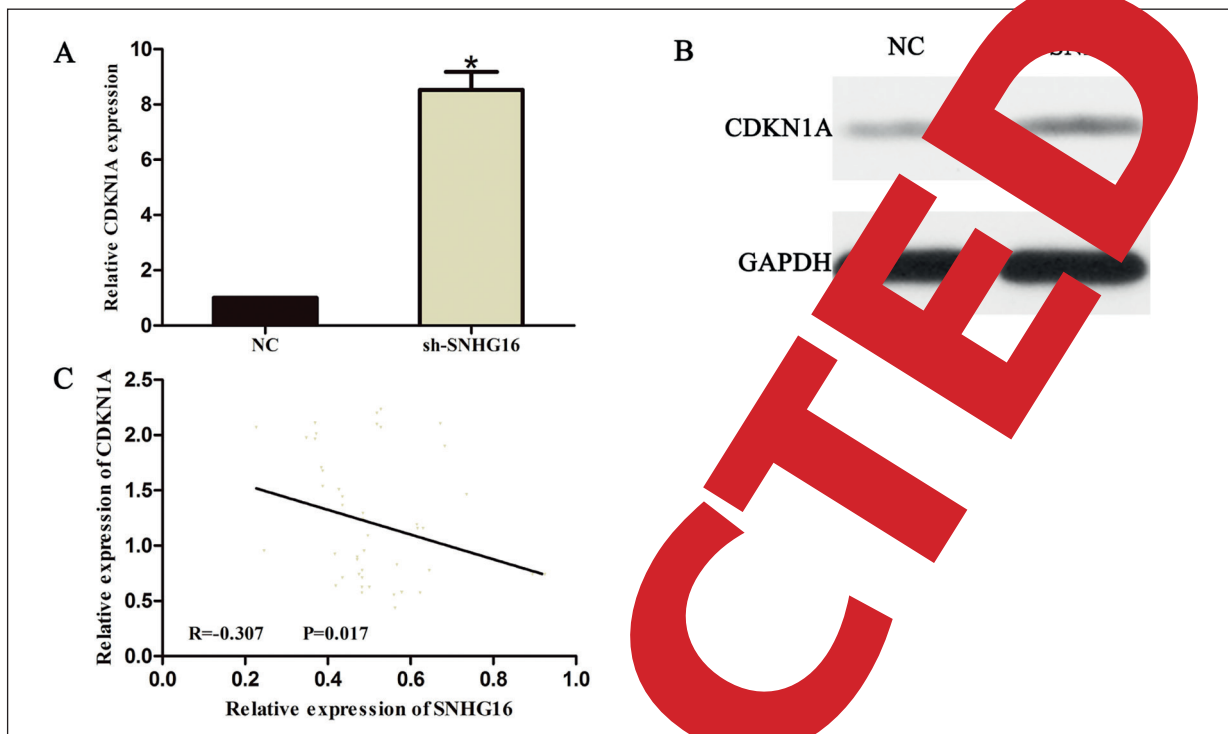 A
Relative CDKN1A expression
10
8
6
4
2
0
NC
sh-SNHG16
*
B
NC
CDKN1A
GAPDH
C
Relative expression of CDKN1A
2.5
2.0
1.5
1.0
0.5
0.0
R=-0.307 P=0.017
0.0 0.2 0.4 0.6 0.8 1.0
Relative expression of SNHG16
CTED